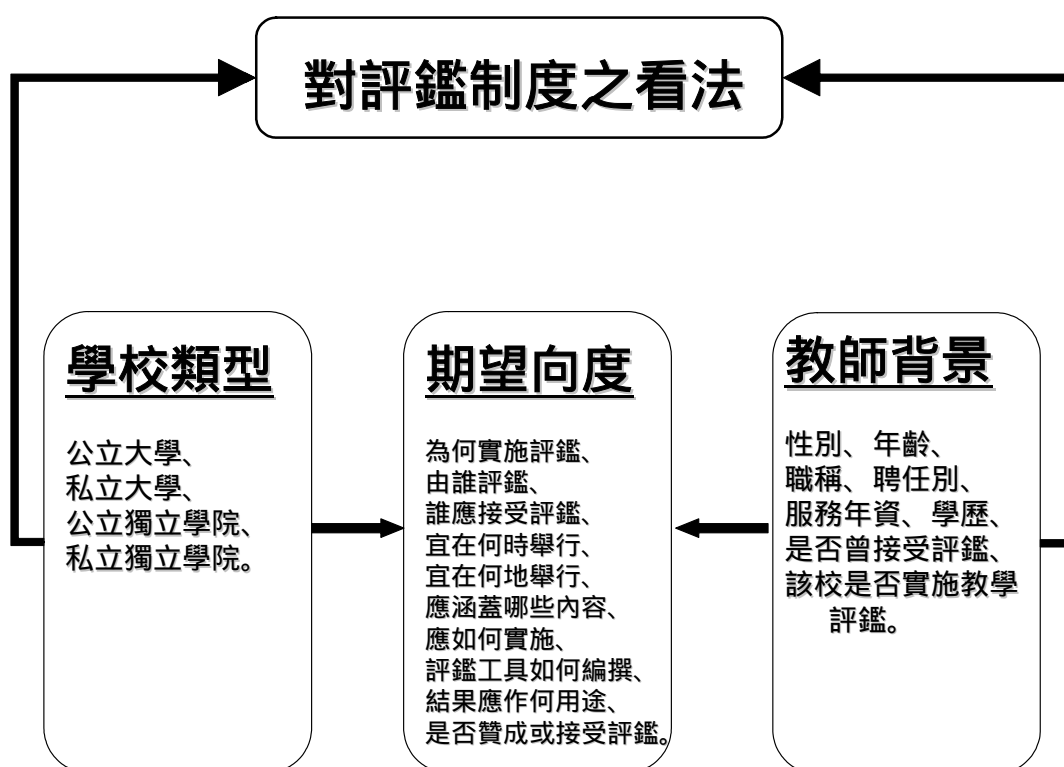 對評鑑制度之看法
學校類型
公立大學、
私立大學、
公立獨立學院、
私立獨立學院。
期望向度
為何實施評鑑、
由誰評鑑、
誰應接受評鑑、
宜在何時舉行、
宜在何地舉行、
應涵蓋哪些內容、
應如何實施、
評鑑工具如何編撰、
結果應作何用途、
是否贊成或接受評鑑。
教師背景
性別、年齡、
職稱、聘任別、
服務年資、學歷、
是否曾接受評鑑、
該校是否實施教學
評鑑。